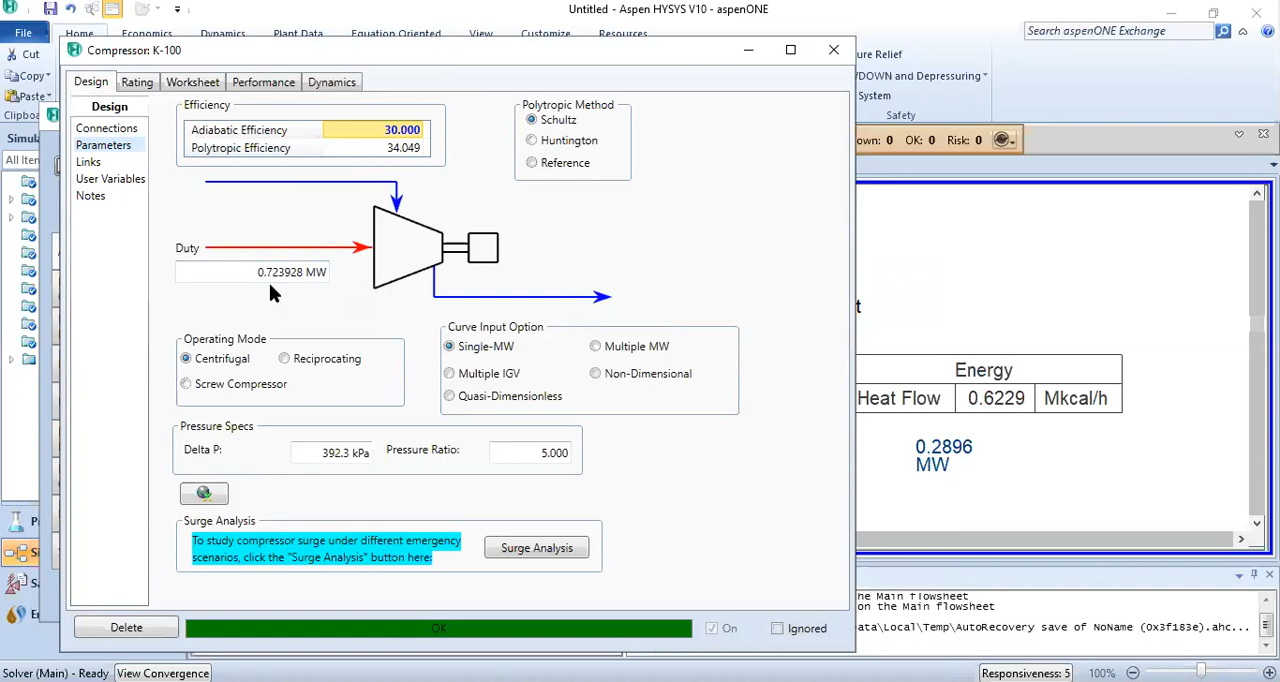 Untitled - Aspen HYSYS V10 - aspenONE
File Home Economics Dynamics Plant Data Equation Oriented View Customize Resources Search aspenONE Exchange
Cut
Copy
Paste
Clipboa
Simula
All Iten
Compressor: K-100
Design Rating Worksheet Performance Dynamics
Design
Connections
Parameters
Links
User Variables
Notes
Efficiency
Adiabatic Efficiency 30.000
Polytropic Efficiency 34.049
Polytropic Method
Schultz
Huntington
Reference
Duty
0.723928 MW
Operating Mode
Centrifugal Reciprocating
Screw Compressor
Curve Input Option
Single-MW Multiple MW
Multiple IGV Non-Dimensional
Quasi-Dimensionless
Pressure Specs
Delta P: 392.3 kPa Pressure Ratio: 5.000
Surge Analysis
To study compressor surge under different emergency
scenarios, click the "Surge Analysis" button here:
Surge Analysis
Delete OK On Ignored
ure Relief
/DOWN and Depressuring
System
Safety
own: 0 OK: 0 Risk: 0
t
Energy
Heat Flow 0.6229 Mkcal/h
0.2896
MW
he Main flowsheet
on the Main flowsheet
ata\Local\Temp\AutoRecovery save of NoName (0x3f183e).ahc...
Solver (Main) - Ready View Convergence Responsiveness: 5 100%